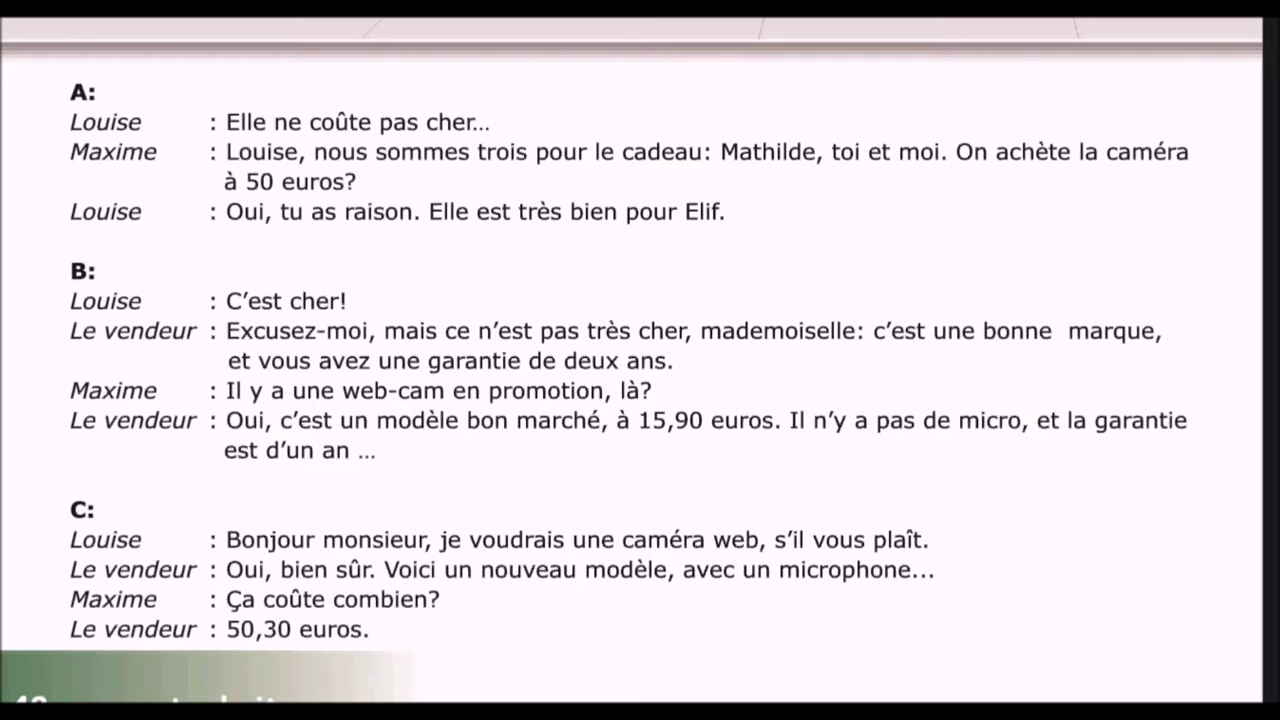 A:
Louise : Elle ne coûte pas cher...
Maxime : Louise, nous sommes trois pour le cadeau: Mathilde, toi et moi. On achète la caméra
à 50 euros?
Louise : Oui, tu as raison. Elle est très bien pour Elif.
B:
Louise : C’est cher!
Le vendeur : Excusez-moi, mais ce n’est pas très cher, mademoiselle: c’est une bonne marque,
et vous avez une garantie de deux ans.
Maxime : Il y a une web-cam en promotion, là?
Le vendeur : Oui, c’est un modèle bon marché, à 15,90 euros. Il n’y a pas de micro, et la garantie
est d’un an ...
C:
Louise : Bonjour monsieur, je voudrais une caméra web, s’il vous plaît.
Le vendeur : Oui, bien sûr. Voici un nouveau modèle, avec un microphone...
Maxime : Ça coûte combien?
Le vendeur : 50,30 euros.